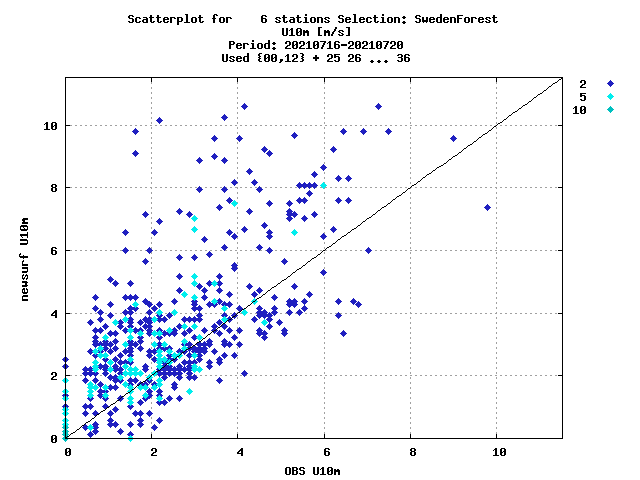 Scatterplot for    6 stations Selection: SwedenForest
U10m [m/s]
Period: 20210716-20210720
Used {00,12} + 25 26 ... 36
2
5
10
10
8
6
4
2
0
newsurf U10m
0 2 4 6 8 10
OBS U10m